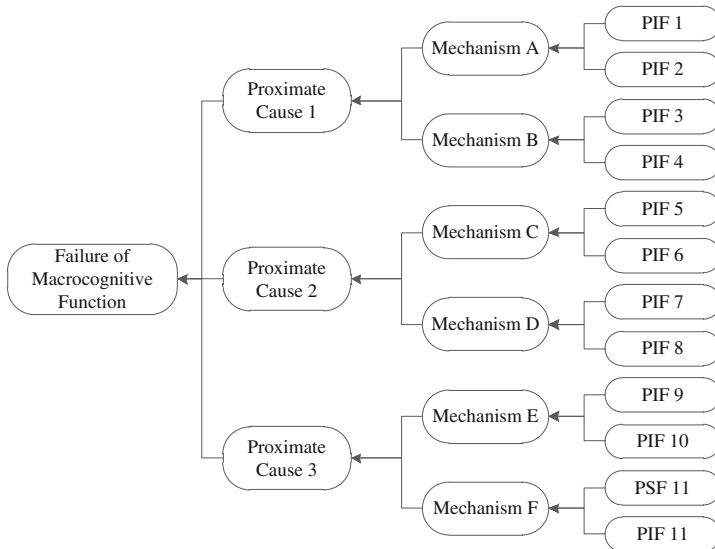 PIF 1
Mechanism A
PIF 2
Proximate
Cause 1
PIF 3
Mechanism B
PIF 4
PIF 5
Mechanism C
PIF 6
Failure of
Macrocognitive
Function
Proximate
Cause 2
PIF 7
Mechanism D
PIF 8
PIF 9
Mechanism E
PIF 10
Proximate
Cause 3
PSF 11
Mechanism F
PIF 11